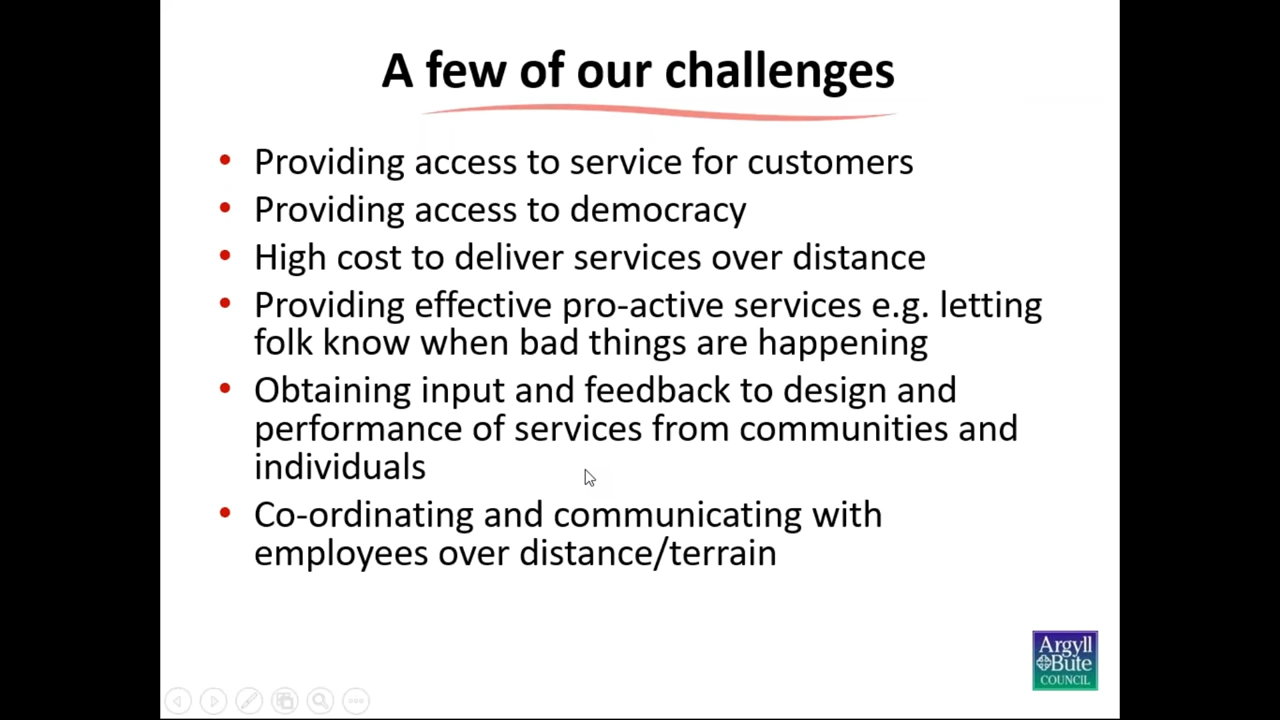 A few of our challenges
• Providing access to service for customers
• Providing access to democracy
• High cost to deliver services over distance
• Providing effective pro-active services e.g. letting
folk know when bad things are happening
• Obtaining input and feedback to design and
performance of services from communities and
individuals
• Co-ordinating and communicating with
employees over distance/terrain
Argyll
Bute
COUNCIL